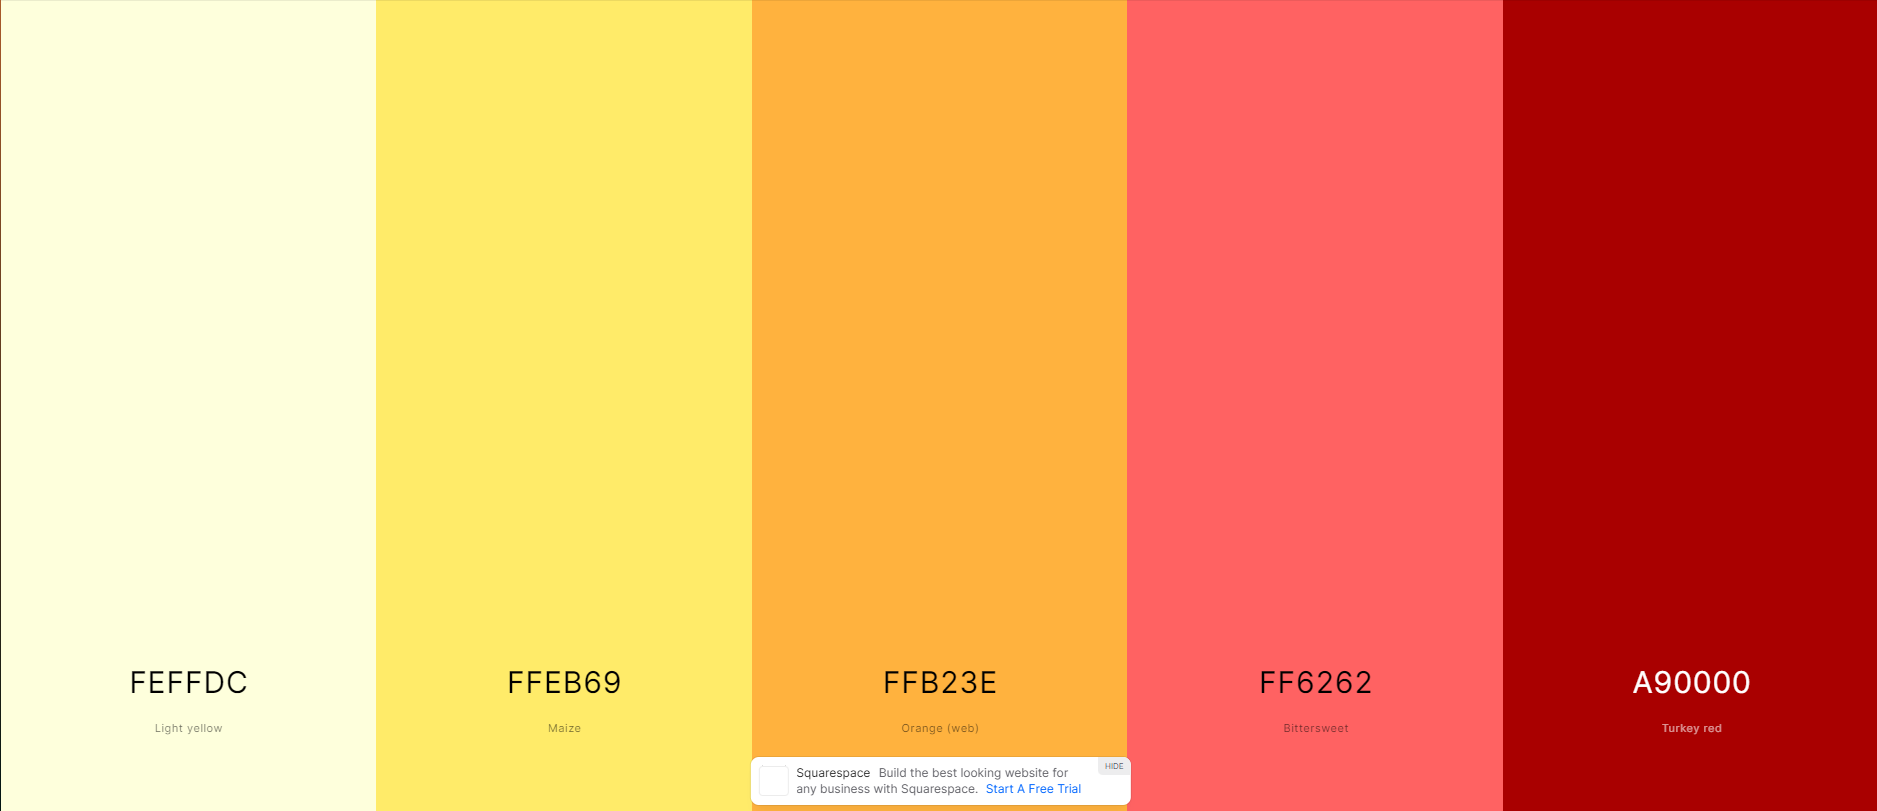 FEFFDC
Light yellow
FFEB69
Maize
FFB23E
Orange (web)
FF6262
Bittersweet
A90000
Turkey red
HIDE
Squarespace Build the best looking website for
any business with Squarespace. Start A Free Trial